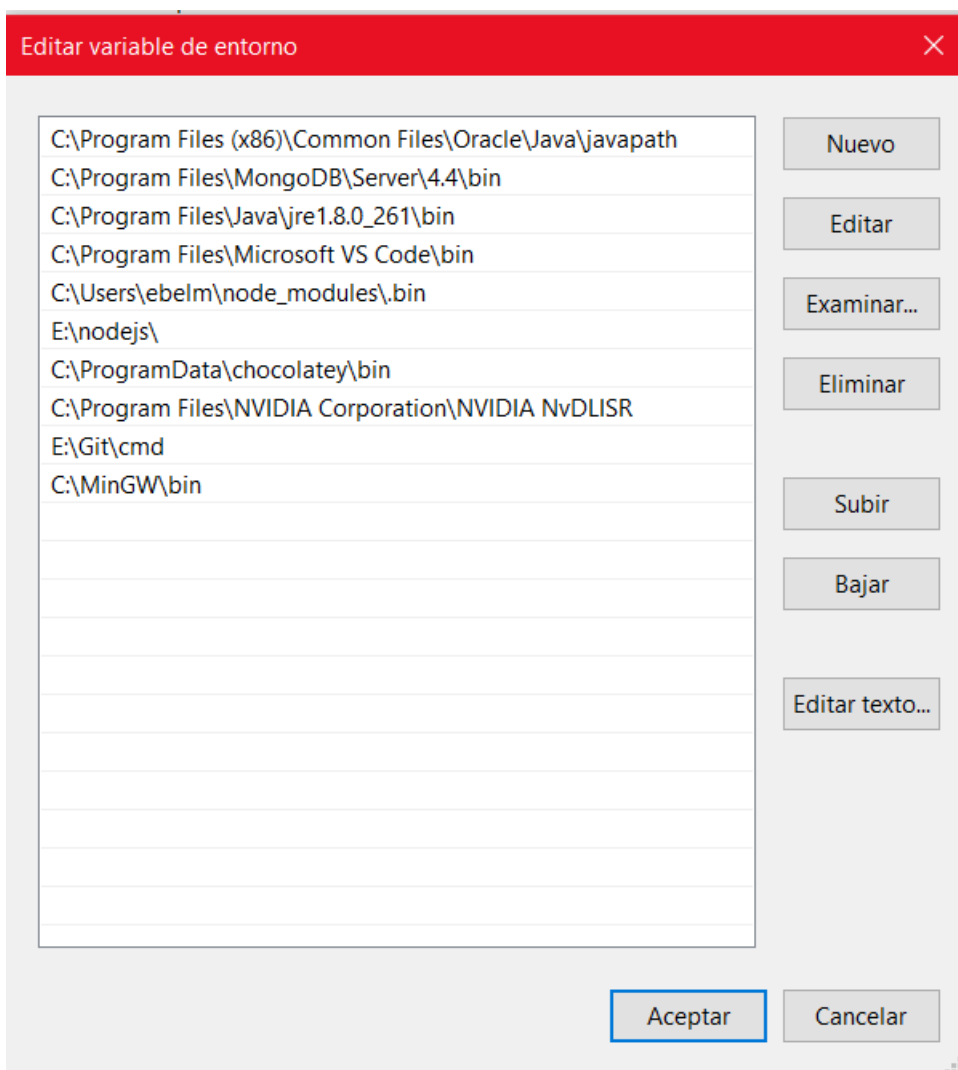 Editar variable de entorno
C:\Program Files (x86)\Common Files\Oracle\Java\javapath
C:\Program Files\MongoDB\Server\4.4\bin
C:\Program Files\Java\jre1.8.0_261\bin
C:\Program Files\Microsoft VS Code\bin
C:\Users\ebelm\node_modules\.bin
E:\nodejs\
C:\ProgramData\chocolatey\bin
C:\Program Files\NVIDIA Corporation\NVIDIA NvDLISR
E:\Git\cmd
C:\MinGW\bin
Nuevo
Editar
Examinar...
Eliminar
Subir
Bajar
Editar texto...
Aceptar
Cancelar